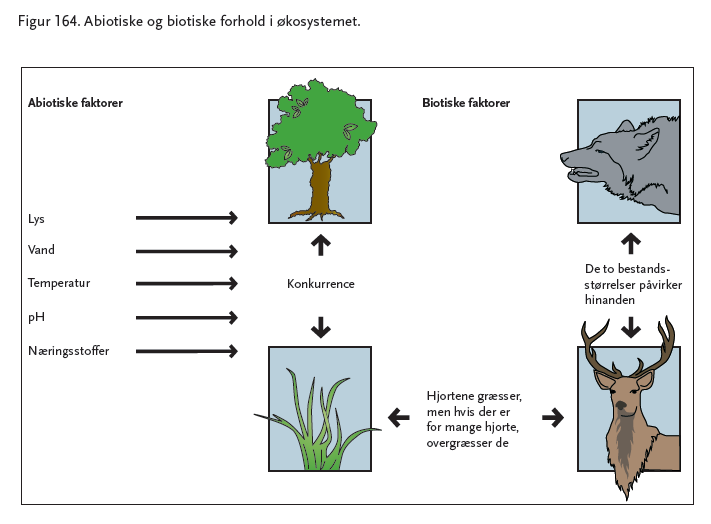 Figur 164. Abiotiske og biotiske forhold i økosystemet.
Abiotiske faktorer
Biotiske faktorer
Lys
Vand
Temperatur
pH
Næringsstoffer
Konkurrence
De to bestands-
størrelser påvirker
hinanden
Hjortene græsser,
men hvis der er
for mange hjorte,
overgræsser de